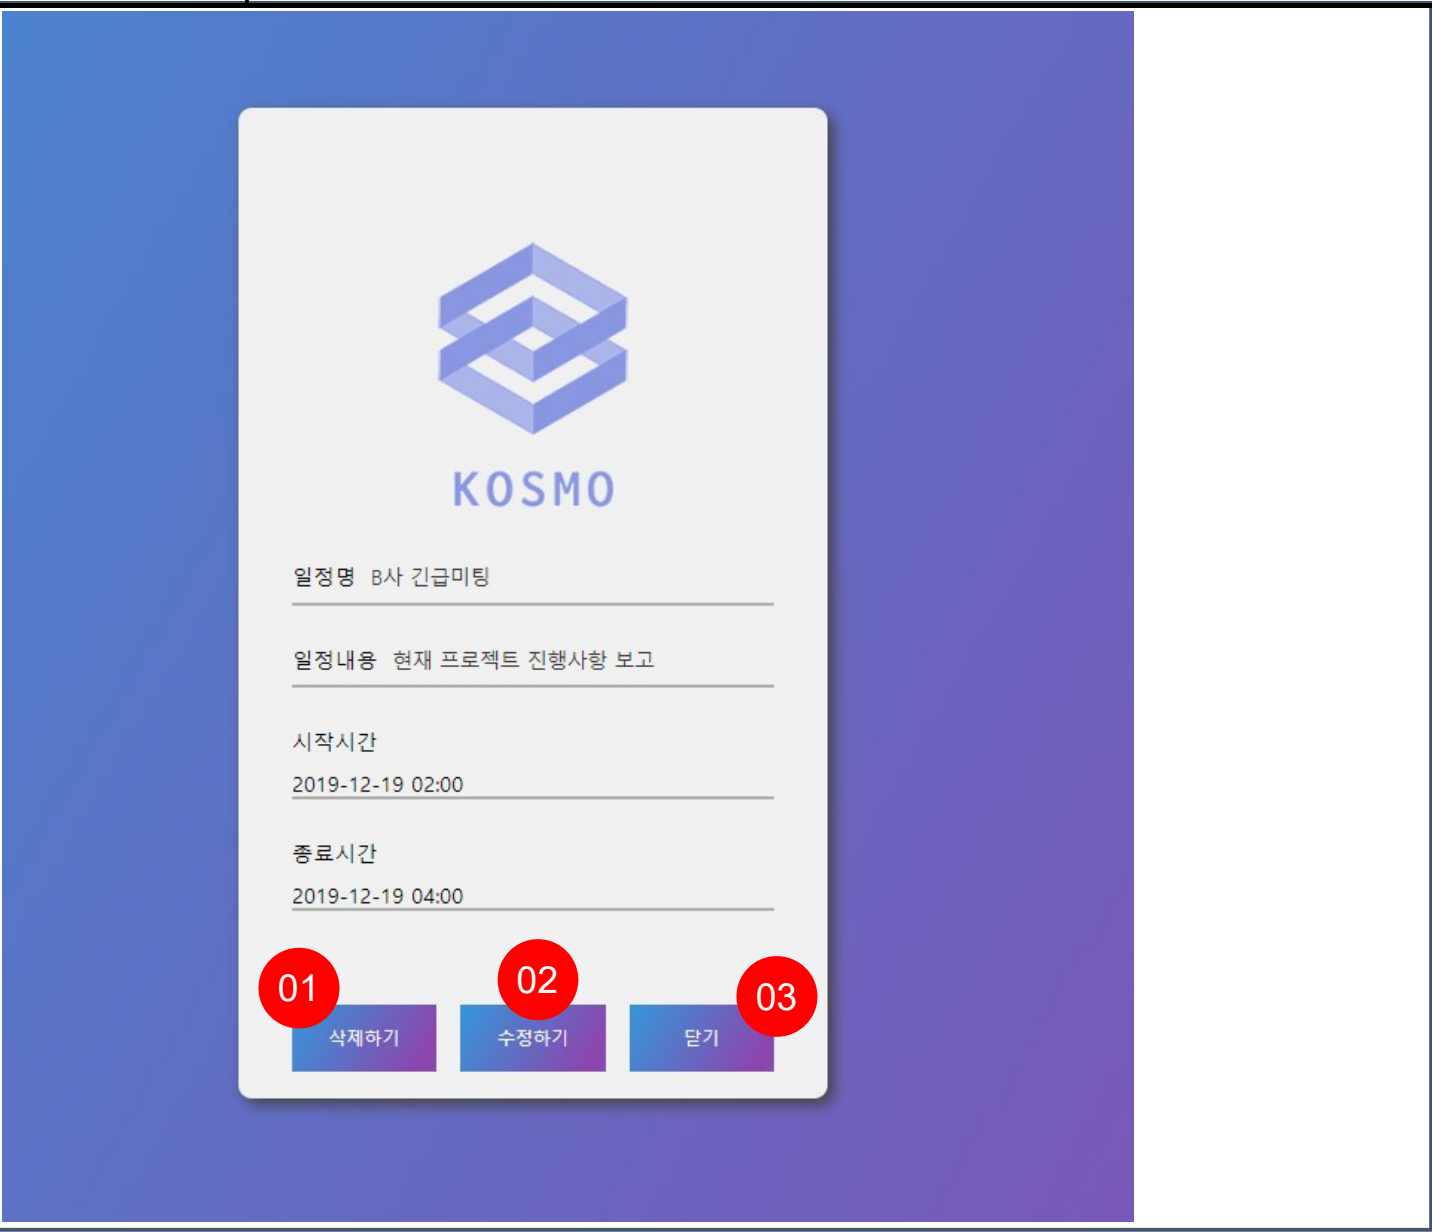 KOSMO
일정명 B사 긴급미팅
일정내용 현재 프로젝트 진행사항 보고
시작시간
2019-12-19 02:00
종료시간
2019-12-19 04:00
01 02 03
삭제하기 수정하기 닫기